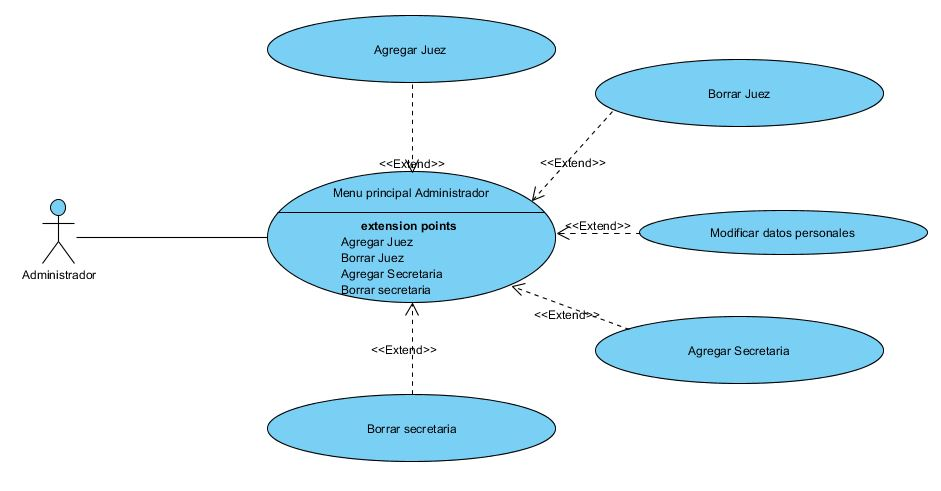 Agregar Juez
Borrar Juez
<<Extend>>
<<Extend>>
Menu principal Administrador
extension points
Agregar Juez
Borrar Juez
Agregar Secretaria
Borrar secretaria
<<Extend>>
Modificar datos personales
Administrador
<<Extend>>
Agregar Secretaria
<<Extend>>
Borrar secretaria